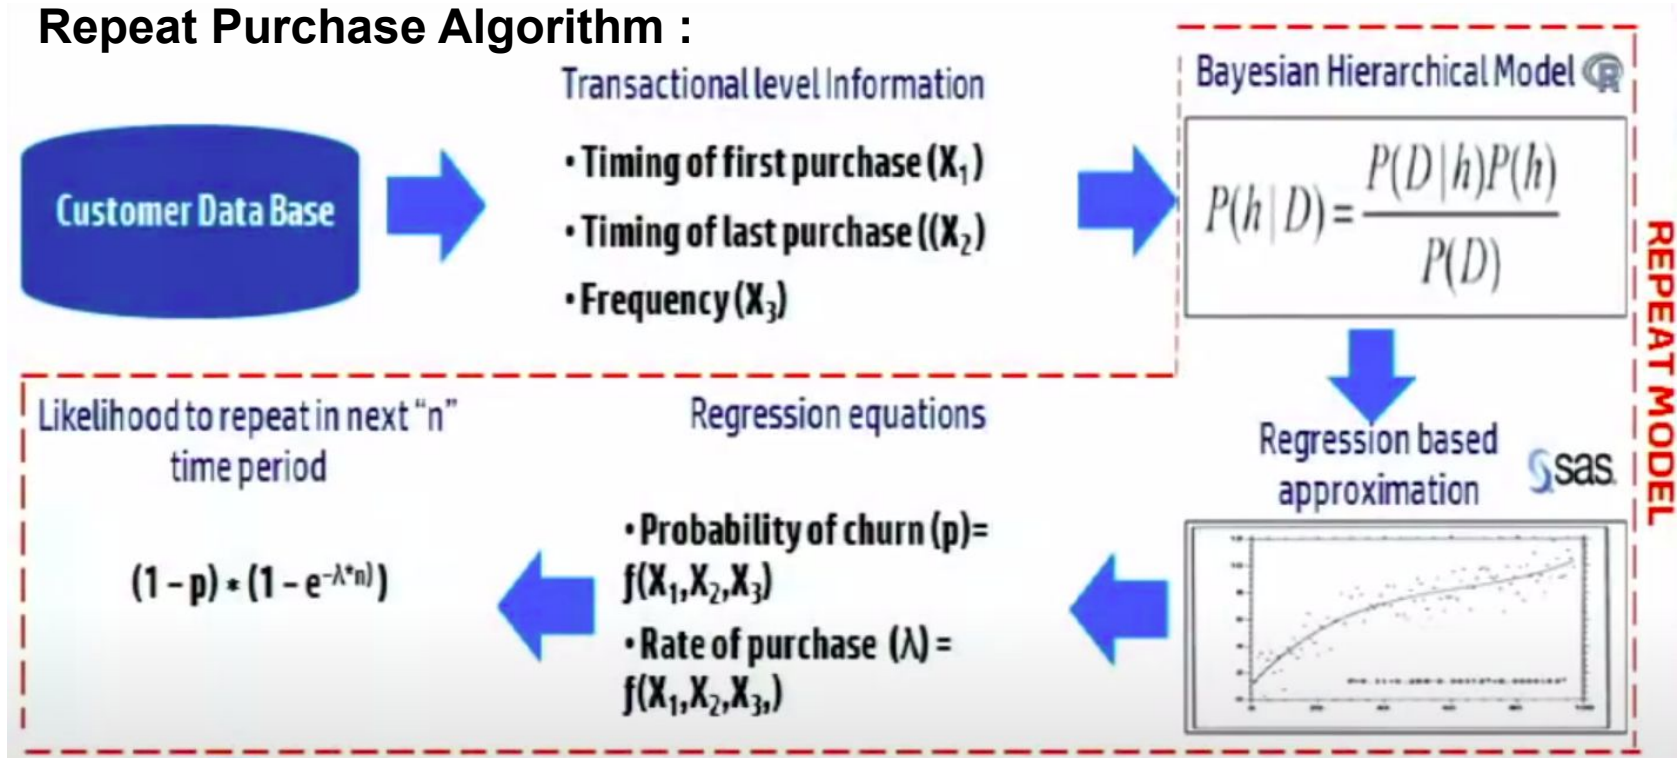 Repeat Purchase Algorithm :
Customer Data Base
Transactional level Information
• Timing of first purchase (X₁)
• Timing of last purchase ((X₂)
• Frequency (X₃)
Bayesian Hierarchical Model R
P(h|D) = P(D|h)P(h) / P(D)
REPEAT MODEL
Regression based
approximation
sas
Regression equations
• Probability of churn (p)=
f(X₁,X₂,X₃)
• Rate of purchase (λ) =
f(X₁,X₂,X₃,)
Likelihood to repeat in next “n”
time period
(1 – p) * (1 – e^(-λ*n)))